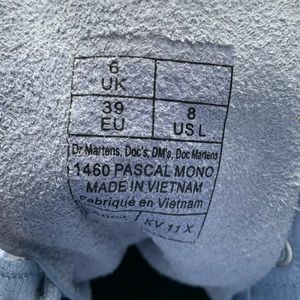 6
UK
39
EU
8
US L
Dr Martens, Doc's, DM's, Doc Martens
1460 PASCAL MONO
MADE IN VIETNAM
Fabriqué en Vietnam
KV 11 X